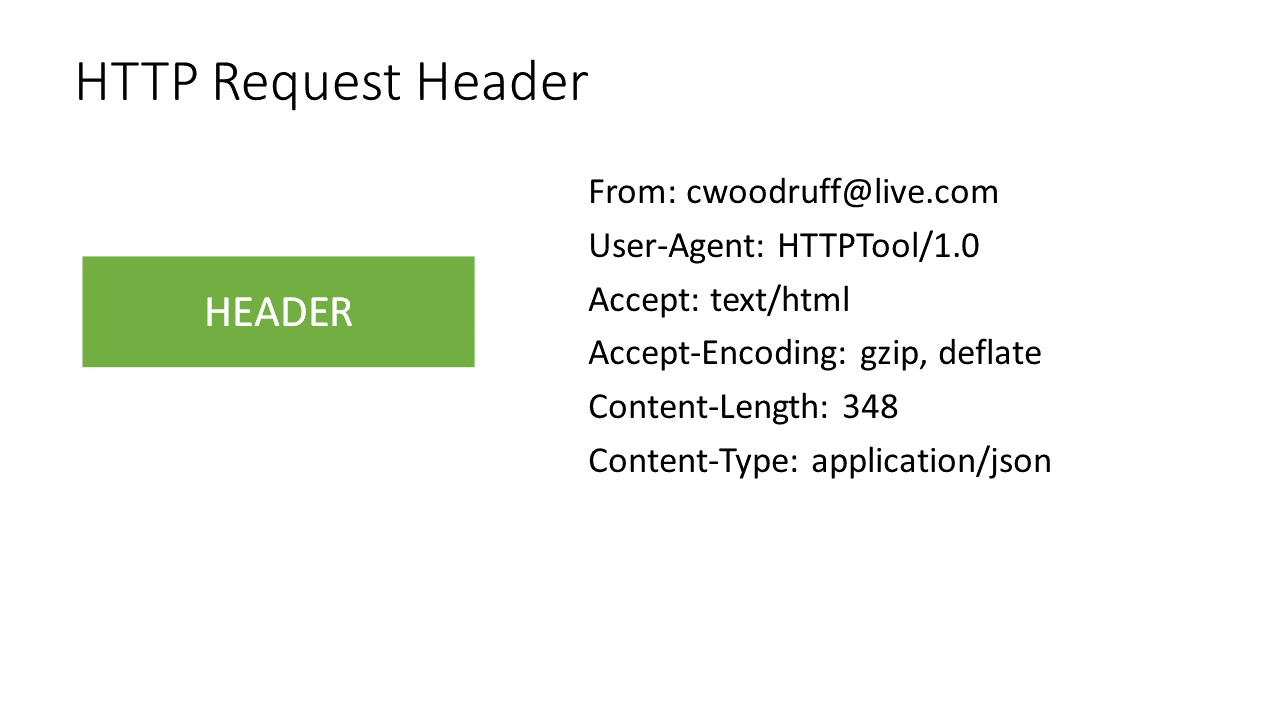 HTTP Request Header
HEADER
From: cwoodruff@live.com
User-Agent: HTTPTool/1.0
Accept: text/html
Accept-Encoding: gzip, deflate
Content-Length: 348
Content-Type: application/json